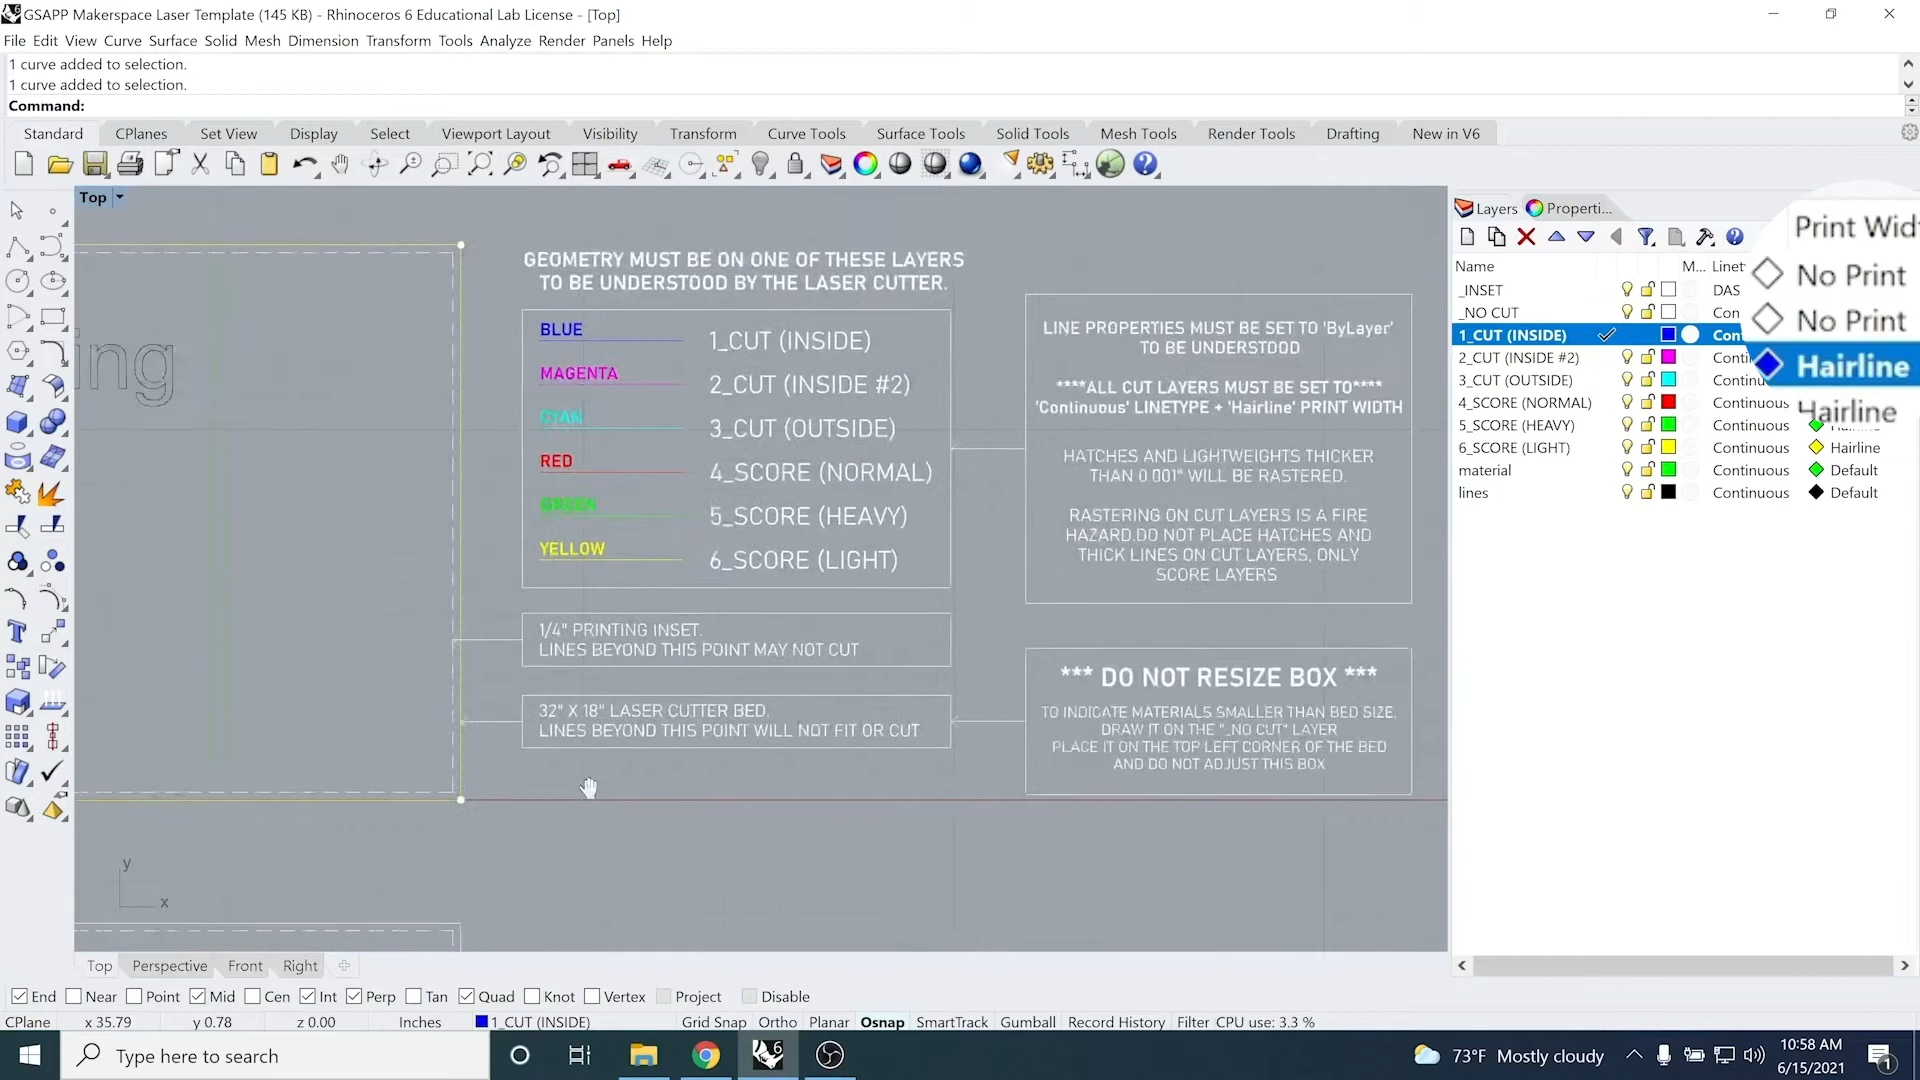 GSAPP Makerspace Laser Template (145 KB) - Rhinoceros 6 Educational Lab License - [Top]
File Edit View Curve Surface Solid Mesh Dimension Transform Tools Analyze Render Panels Help
1 curve added to selection.
1 curve added to selection.
Command:
Standard CPlanes Set View Display Select Viewport Layout Visibility Transform Curve Tools Surface Tools Solid Tools Mesh Tools Render Tools Drafting New in V6
Top
ing
GEOMETRY MUST BE ON ONE OF THESE LAYERS
TO BE UNDERSTOOD BY THE LASER CUTTER.
BLUE 1_CUT (INSIDE)
MAGENTA 2_CUT (INSIDE #2)
CYAN 3_CUT (OUTSIDE)
RED 4_SCORE (NORMAL)
GREEN 5_SCORE (HEAVY)
YELLOW 6_SCORE (LIGHT)
1/4" PRINTING INSET.
LINES BEYOND THIS POINT MAY NOT CUT
32" X 18" LASER CUTTER BED.
LINES BEYOND THIS POINT WILL NOT FIT OR CUT
LINE PROPERTIES MUST BE SET TO 'ByLayer'
TO BE UNDERSTOOD
****ALL CUT LAYERS MUST BE SET TO****
'Continuous' LINETYPE + 'Hairline' PRINT WIDTH
HATCHES AND LIGHTWEIGHTS THICKER
THAN 0.001" WILL BE RASTERED.
RASTERING ON CUT LAYERS IS A FIRE
HAZARD.DO NOT PLACE HATCHES AND
THICK LINES ON CUT LAYERS, ONLY
SCORE LAYERS
*** DO NOT RESIZE BOX ***
TO INDICATE MATERIALS SMALLER THAN BED SIZE,
DRAW IT ON THE "_NO CUT" LAYER
PLACE IT ON THE TOP LEFT CORNER OF THE BED
AND DO NOT ADJUST THIS BOX
y
x
Layers Properti...
Name M... Linet Print Widt
_INSET DAS No Print
_NO CUT Con No Print
1_CUT (INSIDE) Con Hairline
2_CUT (INSIDE #2) Conti Hairline
3_CUT (OUTSIDE) Continu
4_SCORE (NORMAL) Continuous
5_SCORE (HEAVY) Continuous Hairline
6_SCORE (LIGHT) Continuous Hairline
material Continuous Default
lines Continuous Default
Top Perspective Front Right
End Near Point Mid Cen Int Perp Tan Quad Knot Vertex Project Disable
CPlane x 35.79 y 0.78 z 0.00 Inches 1_CUT (INSIDE) Grid Snap Ortho Planar Osnap SmartTrack Gumball Record History Filter CPU use: 3.3 %
Type here to search
73°F Mostly cloudy
10:58 AM
6/15/2021
1